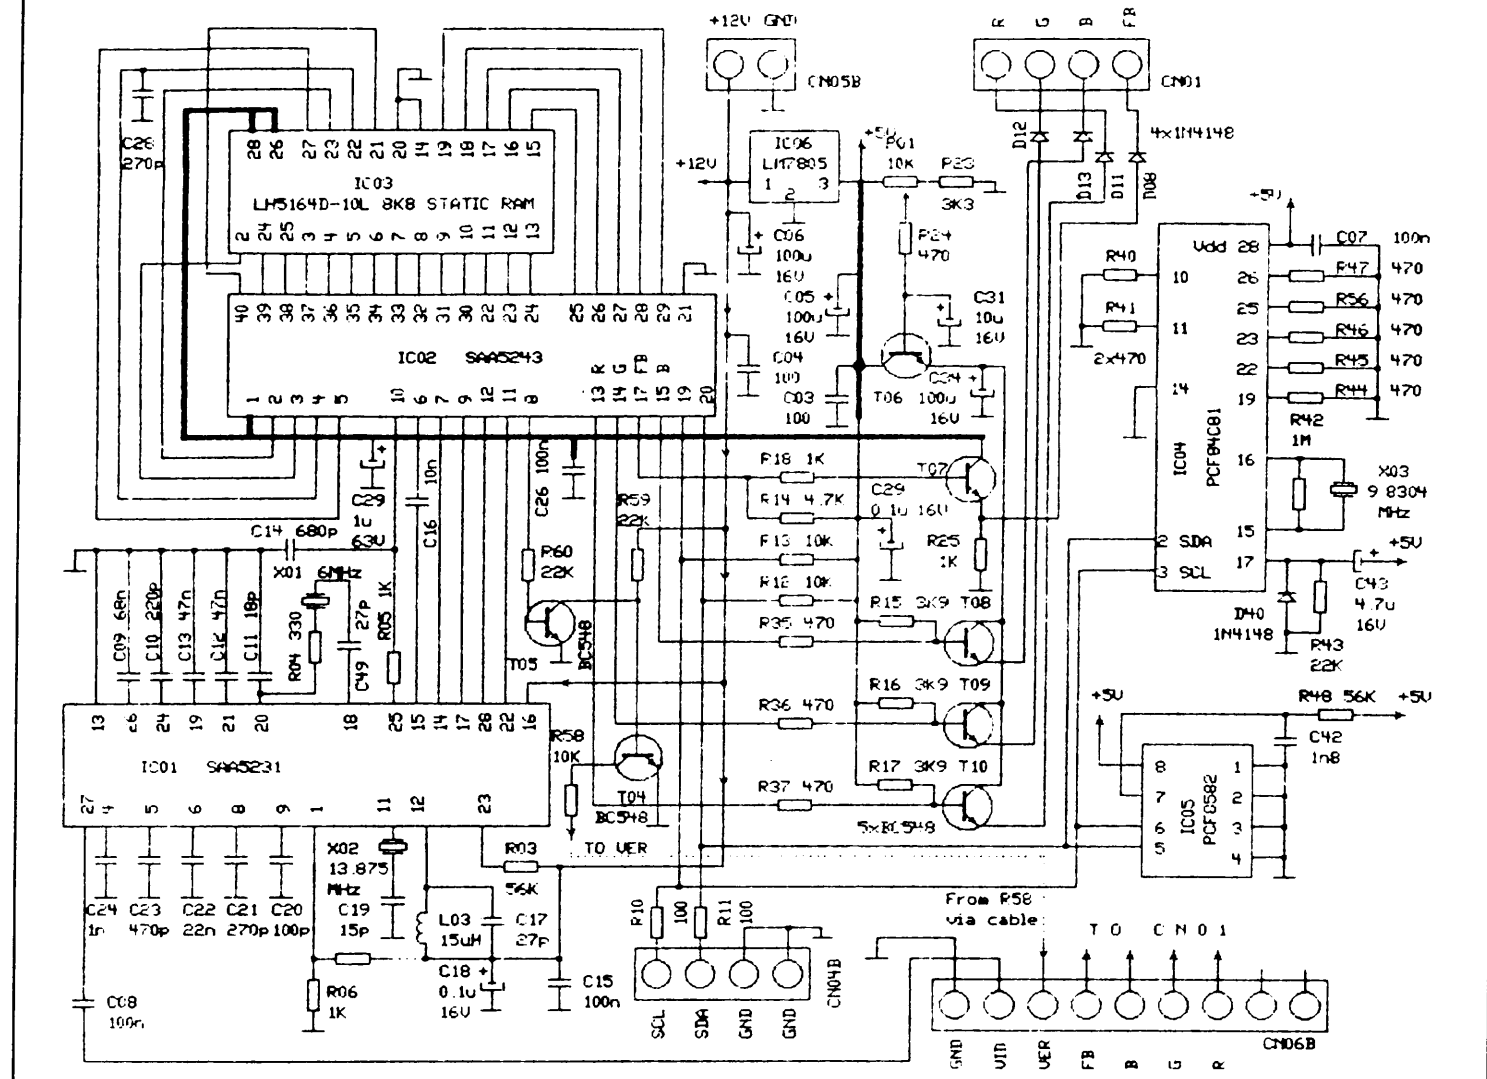 +12V GND
CN05B
R G B FB
CN01
4x1N4148
D12
D13
D11
D08
C28
270p
28 26 27 23 22 21 20 14 19 18 17 16 15
IC03
LH5164D-10L 8K8 STATIC RAM
2 24 25 3 4 5 6 7 8 9 10 11 12 13
IC06
LM7805
1 3
2
+12V
+5V
P01
10K
R23
3K3
R24
470
C06
100u
16V
C05
100u
16V
C31
10u
16V
C04
100
C03
100
C34
100u
16V
T06
40 39 38 37 36 35 34 33 32 31 30 22 23 24 25 26 27 28 29 21
IC02 SAA5243
R G FB B
1 2 3 4 5 10 6 7 9 12 11 8 13 14 17 15 19 20
+5V
Vdd 28
C07 100n
R40
R41
2x470
10
11
14
26 R47 470
25 R56 470
23 R46 470
22 R45 470
19 R44 470
R42
1M
IC04
PCF84C81
16
15
17
2 SDA
3 SCL
X03
9.8304
MHz
+5V
C43
4.7u
16V
D40
1N4148
R43
22K
C29
1u
63V
10n
C16
C26 100n
R59
22K
R60
22K
T05
BC548
C14 680p
X01 6MHz
C09 68n
C10 220p
C13 47n
C12 47n
C11 18p
R04 330
C49 27p
R05 1K
R18 1K
R14 4.7K
R13 10K
R12 10K
R35 470
R36 470
R37 470
C29
0.1u 16V
T07
R25
1K
R15 3K9 T08
R16 3K9 T09
R17 3K9 T10
5xBC548
13 26 24 19 21 20 18 25 15 14 17 28 22 16
IC01 SAA5231
27 4 5 6 8 9 1 11 12 23
R58
10K
T04
BC548
TO VER
R48 56K +5V
+5V
C42
1n8
IC05
PCF8582
8 1
7 2
6 3
5 4
C24
1n
C23
470p
C22
22n
C21
270p
C20
100p
X02
13.875
MHz
C19
15p
L03
15uH
C17
27p
R03
56K
C18
0.1u
16V
C15
100n
R06
1K
C08
100n
R10 100
R11 100
SCL SDA GND GND
CN04B
From R58
via cable
TO CN01
GND VID VER FB B G R
CN06B